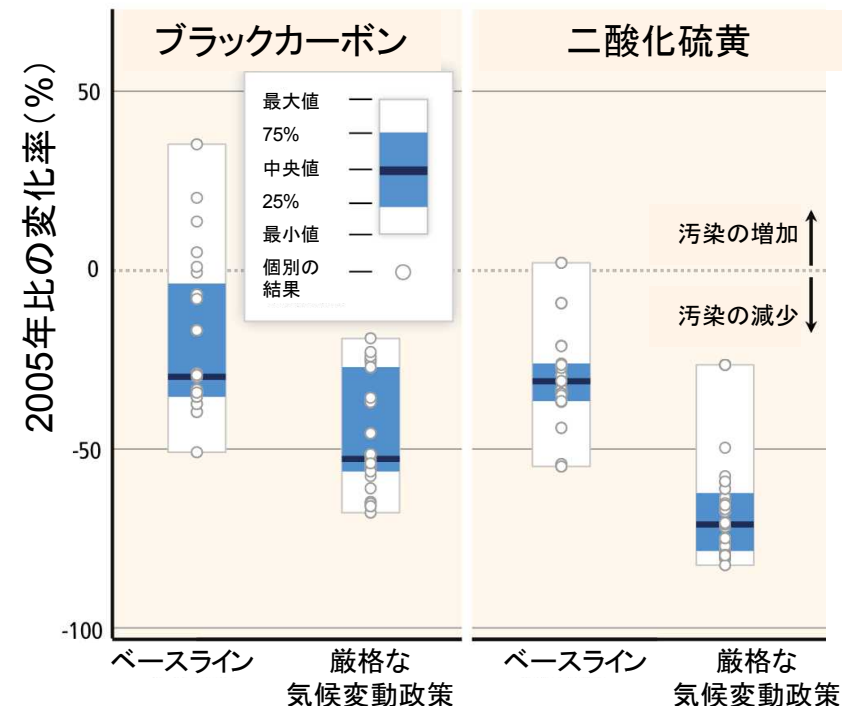 ブラックカーボン
二酸化硫黄
2005年比の変化率(%)
50
0
-50
-100
最大値
75%
中央値
25%
最小値
個別の
結果
汚染の増加
汚染の減少
ベースライン
厳格な
気候変動政策
ベースライン
厳格な
気候変動政策